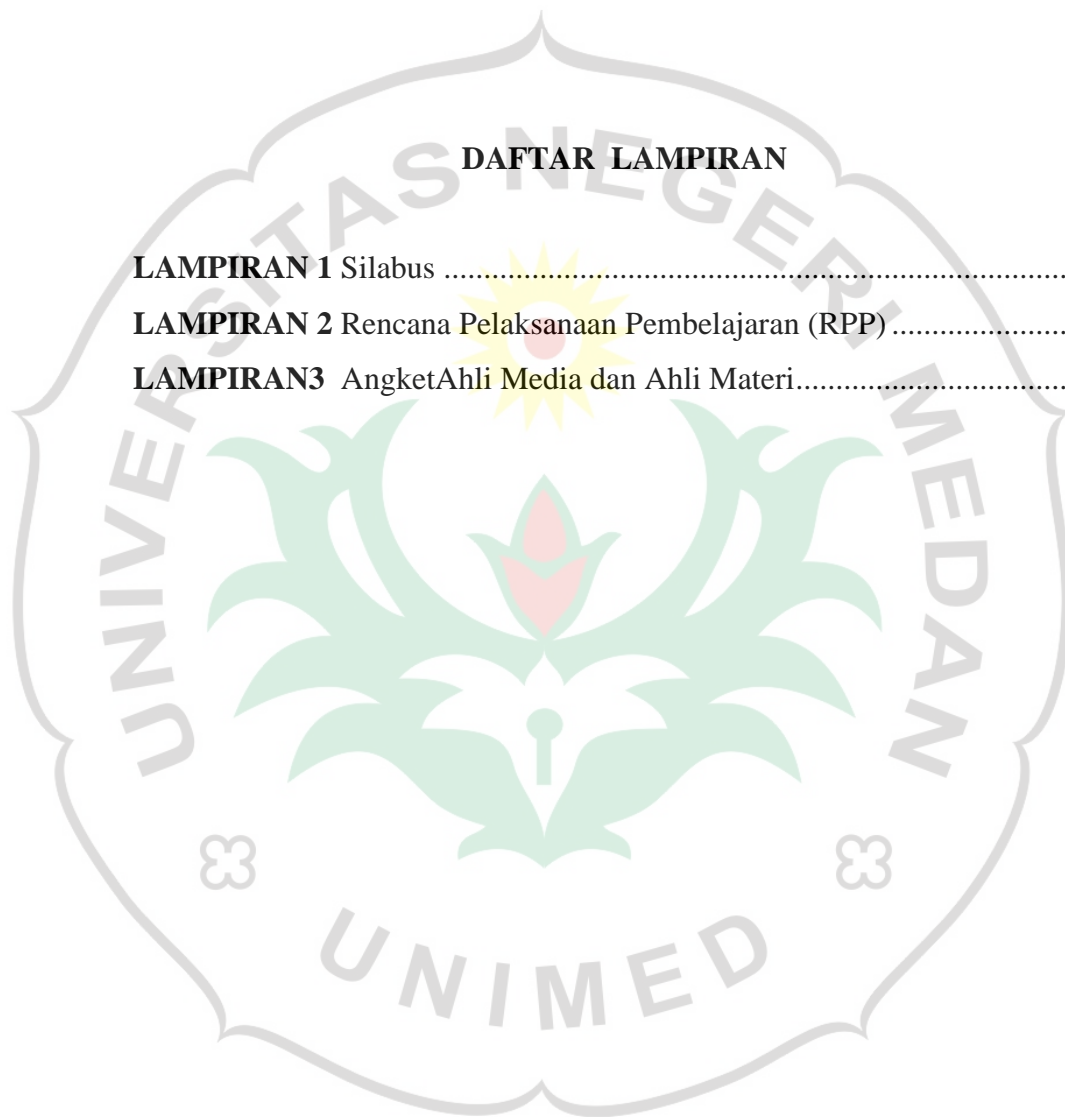 DAFTAR LAMPIRAN
LAMPIRAN 1 Silabus ....................................................................
LAMPIRAN 2 Rencana Pelaksanaan Pembelajaran (RPP) ...................
LAMPIRAN3 AngketAhli Media dan Ahli Materi.............................
UNIVERSITAS NEGERI MEDAN
UNIMED